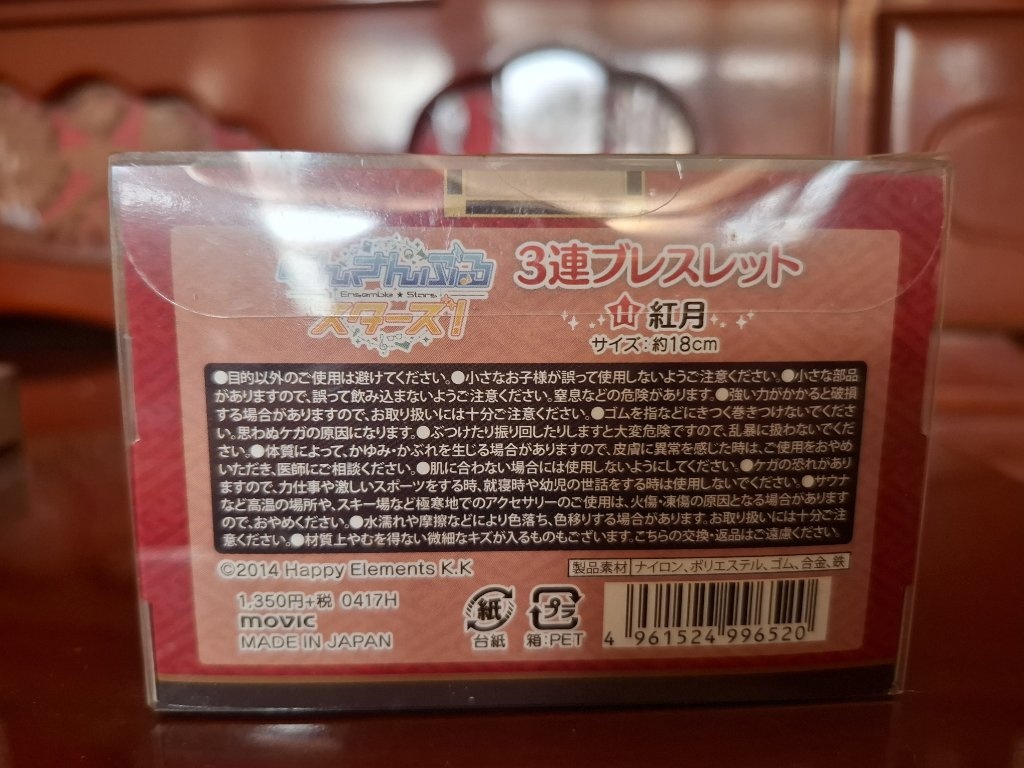 あんさんぶる
Ensemble★Stars
スターズ!
3連ブレスレット
H 紅月
サイズ:約18cm
●目的以外のご使用は避けてください。●小さなお子様が誤って使用しないようご注意ください。●小さな部品
がありますので、誤って飲み込まないようご注意ください。窒息などの危険があります。●強い力がかかると破損
する場合がありますので、お取り扱いには十分ご注意ください。●ゴムを指などにきつく巻きつけないでくださ
い。思わぬケガの原因になります。●ぶつけたり振り回したりしますと大変危険ですので、乱暴に扱わないでくださ
い。●体質によって、かゆみ・かぶれを生じる場合がありますので、皮膚に異常を感じた時は、ご使用をおやめ
いただき、医師にご相談ください。●肌に合わない場合には使用しないようにしてください。●ケガの恐れがあり
ますので、力仕事や激しいスポーツをする時、就寝時や幼児の世話をする時は使用しないでください。●サウナ
など高温の場所や、スキー場など極寒地でのアクセサリーのご使用は、火傷・凍傷の原因となる場合があります
ので、おやめください。●水濡れや摩擦などにより色落ち、色移りする場合があります。お取り扱いには十分ご注
意ください。●材質上やむを得ない微細なキズが入るものもございます。こちらの交換・返品はご遠慮ください。
©2014 Happy Elements K.K
製品素材 ナイロン、ポリエステル、ゴム、合金、鉄
1,350円+税 0417H
movic
MADE IN JAPAN
紙
台紙
プラ
箱:PET
4 961524 996520